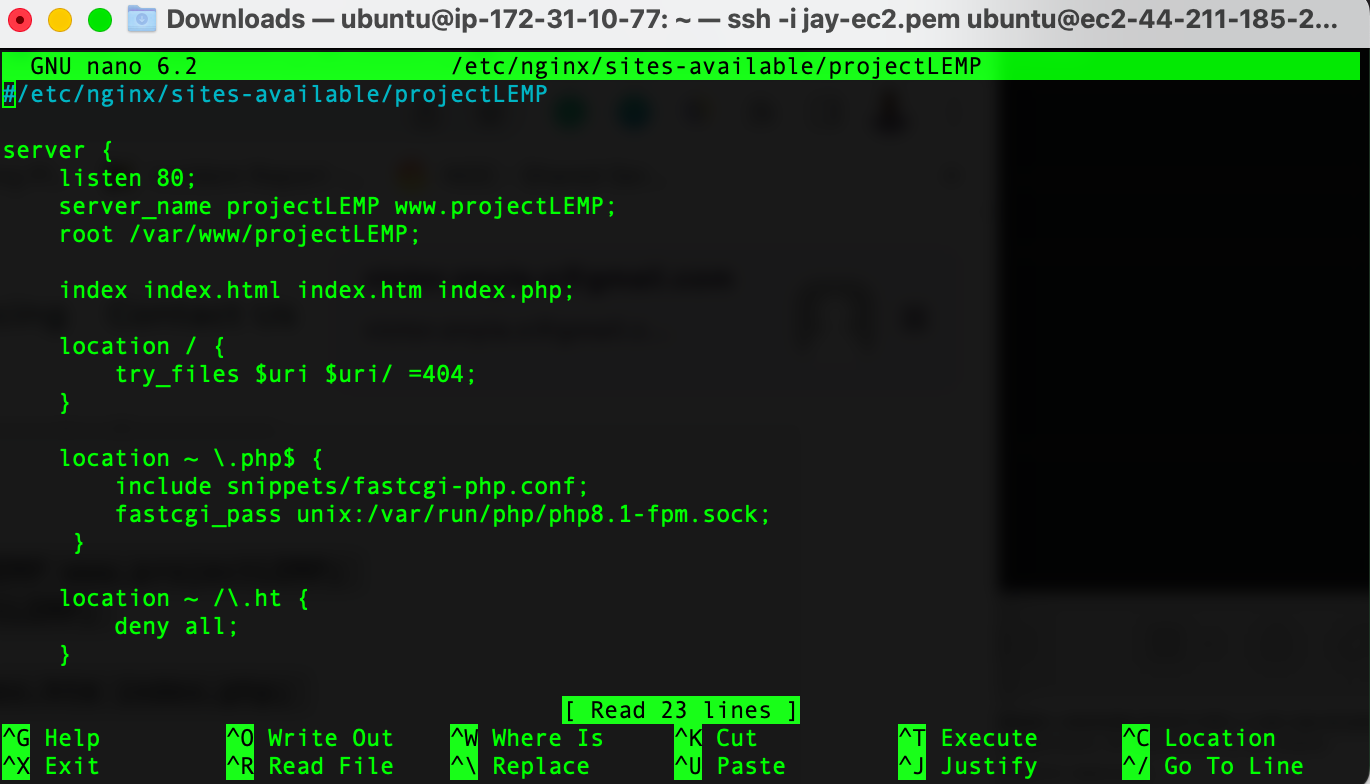 Downloads — ubuntu@ip-172-31-10-77: ~ — ssh -i jay-ec2.pem ubuntu@ec2-44-211-185-2...
GNU nano 6.2 /etc/nginx/sites-available/projectLEMP
#/etc/nginx/sites-available/projectLEMP
server {
listen 80;
server_name projectLEMP www.projectLEMP;
root /var/www/projectLEMP;
index index.html index.htm index.php;
location / {
try_files $uri $uri/ =404;
}
location ~ \.php$ {
include snippets/fastcgi-php.conf;
fastcgi_pass unix:/var/run/php/php8.1-fpm.sock;
}
location ~ /\.ht {
deny all;
}
[ Read 23 lines ]
^G Help ^O Write Out ^W Where Is ^K Cut ^T Execute ^C Location
^X Exit ^R Read File ^\ Replace ^U Paste ^J Justify ^/ Go To Line